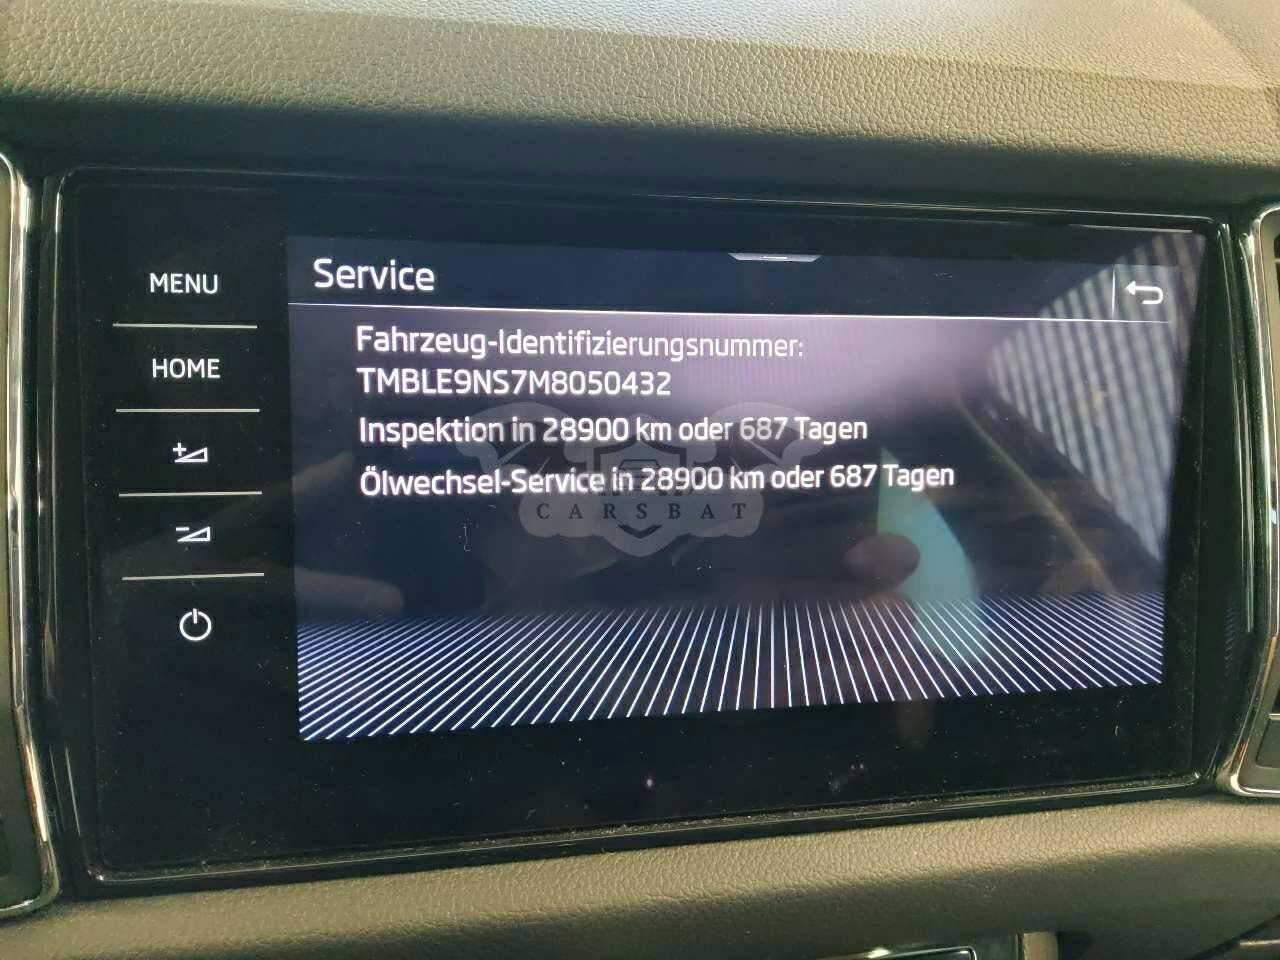 MENU
HOME
Service
Fahrzeug-Identifizierungsnummer:
TMBLE9NS7M8050432
Inspektion in 28900 km oder 687 Tagen
Ölwechsel-Service in 28900 km oder 687 Tagen
CARSBAT